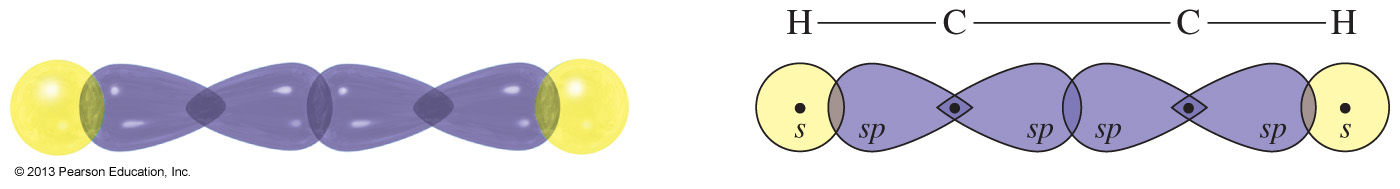 H C C H
s sp sp sp sp s
© 2013 Pearson Education, Inc.